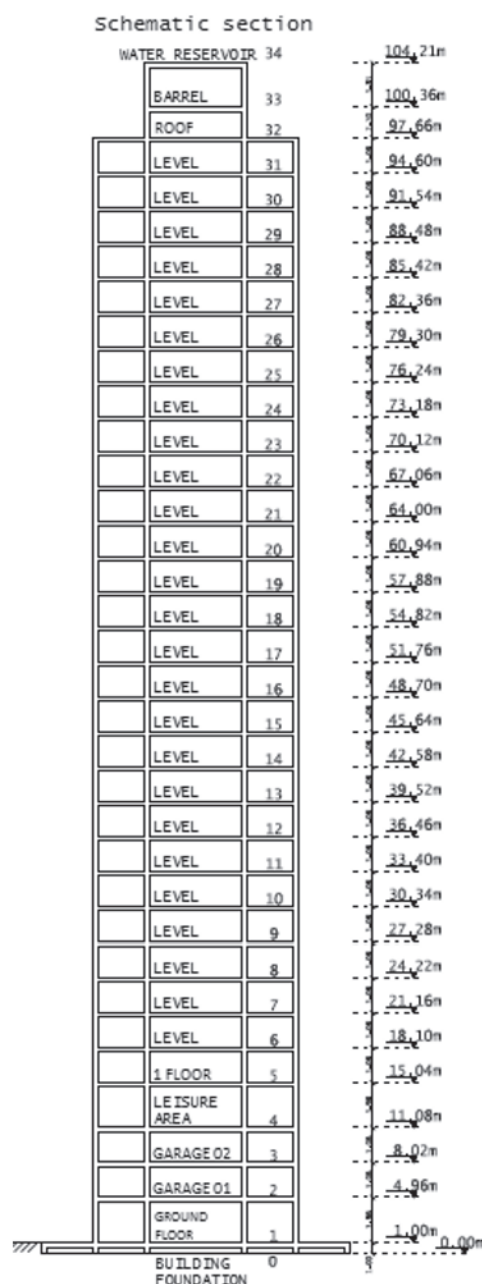 Schematic section
WATER RESERVOIR 34 104,21m
BARREL 33 100,36m
ROOF 32 97,66m
LEVEL 31 94,60m
LEVEL 30 91,54m
LEVEL 29 88,48m
LEVEL 28 85,42m
LEVEL 27 82,36m
LEVEL 26 79,30m
LEVEL 25 76,24m
LEVEL 24 73,18m
LEVEL 23 70,12m
LEVEL 22 67,06m
LEVEL 21 64,00m
LEVEL 20 60,94m
LEVEL 19 57,88m
LEVEL 18 54,82m
LEVEL 17 51,76m
LEVEL 16 48,70m
LEVEL 15 45,64m
LEVEL 14 42,58m
LEVEL 13 39,52m
LEVEL 12 36,46m
LEVEL 11 33,40m
LEVEL 10 30,34m
LEVEL 9 27,28m
LEVEL 8 24,22m
LEVEL 7 21,16m
LEVEL 6 18,10m
1 FLOOR 5 15,04m
LEISURE
AREA 4 11,08m
GARAGE 02 3 8,02m
GARAGE 01 2 4,96m
GROUND
FLOOR 1 1,00m
0,00m
BUILDING 0
FOUNDATION